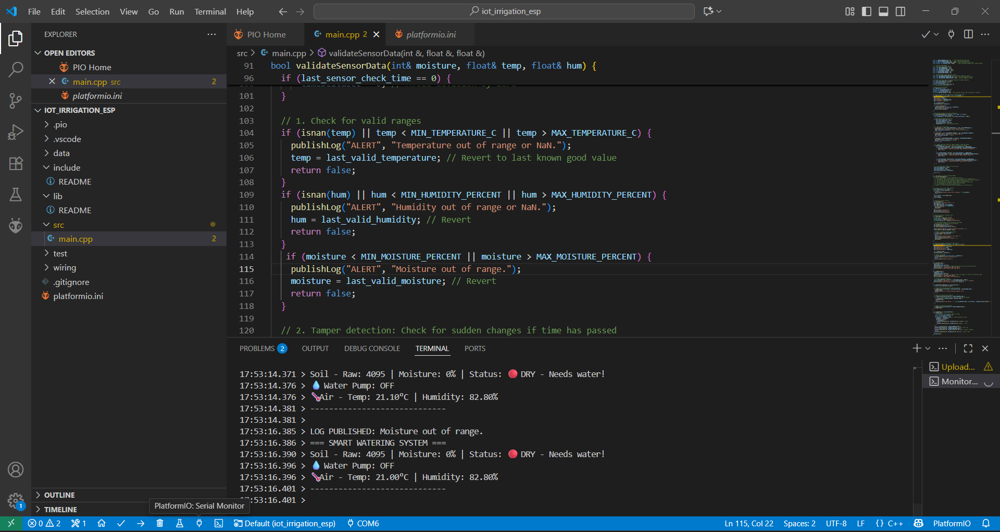 File Edit Selection View Go Run Terminal Help
iot_irrigation_esp
EXPLORER
OPEN EDITORS
PIO Home
main.cpp src 2
platformio.ini
IOT_IRRIGATION_ESP
.pio
.vscode
data
include
README
lib
README
src
main.cpp 2
test
wiring
.gitignore
platformio.ini
OUTLINE
TIMELINE
PIO Home
main.cpp 2
platformio.ini
src > main.cpp > validateSensorData(int &, float &, float &)
91 bool validateSensorData(int& moisture, float& temp, float& hum) {
96 if (last_sensor_check_time == 0) {
101 }
102
103 // 1. Check for valid ranges
104 if (isnan(temp) || temp < MIN_TEMPERATURE_C || temp > MAX_TEMPERATURE_C) {
105 publishLog("ALERT", "Temperature out of range or NaN.");
106 temp = last_valid_temperature; // Revert to last known good value
107 return false;
108 }
109 if (isnan(hum) || hum < MIN_HUMIDITY_PERCENT || hum > MAX_HUMIDITY_PERCENT) {
110 publishLog("ALERT", "Humidity out of range or NaN.");
111 hum = last_valid_humidity; // Revert
112 return false;
113 }
114 if (moisture < MIN_MOISTURE_PERCENT || moisture > MAX_MOISTURE_PERCENT) {
115 publishLog("ALERT", "Moisture out of range.");
116 moisture = last_valid_moisture; // Revert
117 return false;
118 }
119
120 // 2. Tamper detection: Check for sudden changes if time has passed
PROBLEMS 2 OUTPUT DEBUG CONSOLE TERMINAL PORTS
17:53:14.371 > Soil - Raw: 4095 | Moisture: 0% | Status: 🔴 DRY - Needs water!
17:53:14.376 > 💧 Water Pump: OFF
17:53:14.376 > 🌡Air - Temp: 21.10°C | Humidity: 82.80%
17:53:14.381 > -----------------------------
17:53:14.381 >
17:53:16.385 > LOG PUBLISHED: Moisture out of range.
17:53:16.386 > === SMART WATERING SYSTEM ===
17:53:16.390 > Soil - Raw: 4095 | Moisture: 0% | Status: 🔴 DRY - Needs water!
17:53:16.396 > 💧 Water Pump: OFF
17:53:16.396 > 🌡Air - Temp: 21.00°C | Humidity: 82.80%
17:53:16.401 > -----------------------------
:53:16.401 >
Upload...
Monitor...
PlatformIO: Serial Monitor
1
0 2 1 Default (iot_irrigation_esp) COM6 Ln 115, Col 22 Spaces: 2 UTF-8 LF {} C++ PlatformIO